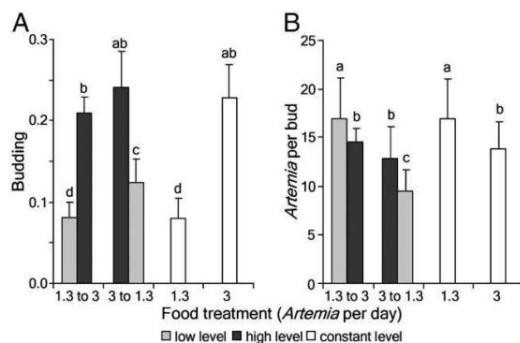 A
B
0.3
0.2
0.1
0.0
Budding
d
b
ab
c
d
ab
1.3 to 3
3 to 1.3
1.3
3
25
20
15
10
5
0
Artemia per bud
a
b
b
c
a
b
1.3 to 3
3 to 1.3
1.3
3
Food treatment (Artemia per day)
low level high level constant level